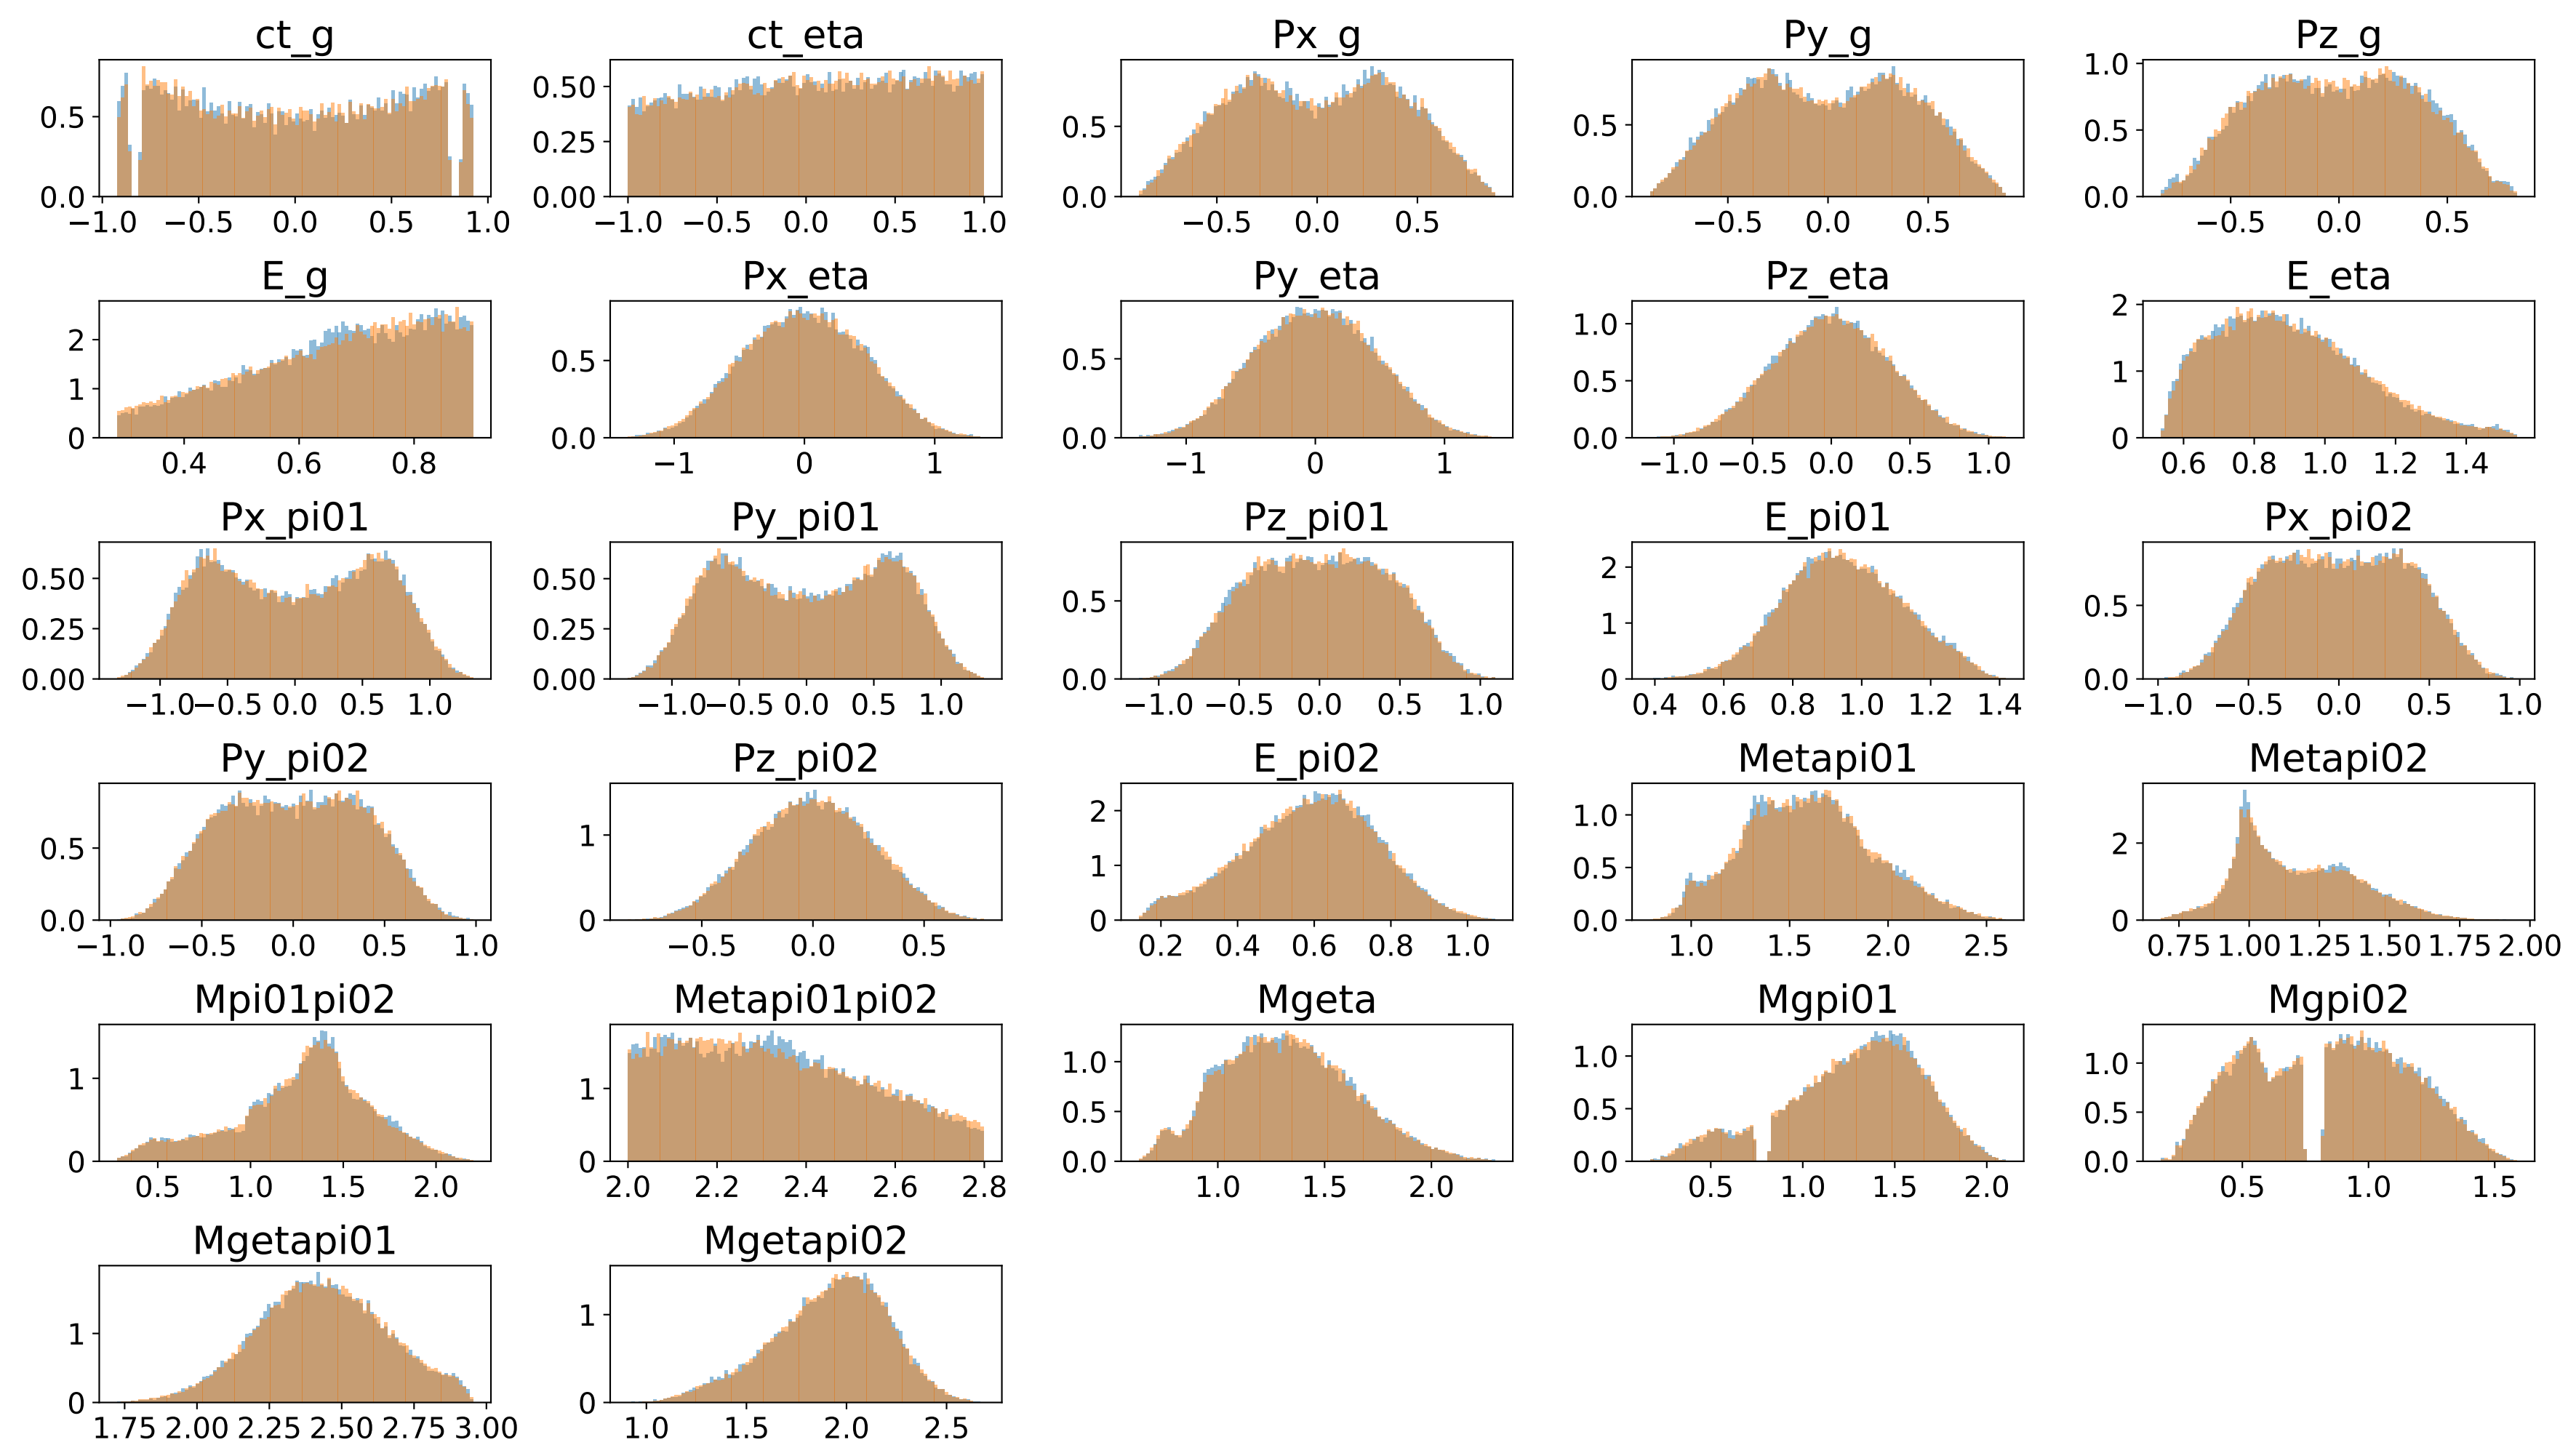 ct_g ct_eta Px_g Py_g Pz_g
0.5 0.50 0.5 0.5 1.0
0.0 0.25 0.0 0.0 0.5
0.00 0.0
−1.0 −0.5 0.0 0.5 1.0 −1.0 −0.5 0.0 0.5 1.0 −0.5 0.0 0.5 −0.5 0.0 0.5 −0.5 0.0 0.5
E_g Px_eta Py_eta Pz_eta E_eta
2 0.5 0.5 1.0 2
1 0.0 0.0 0.5 1
0 0.0 0
0.4 0.6 0.8 −1 0 1 −1 0 1 −1.0 −0.5 0.0 0.5 1.0 0.6 0.8 1.0 1.2 1.4
Px_pi01 Py_pi01 Pz_pi01 E_pi01 Px_pi02
0.50 0.50 0.5 2 0.5
0.25 0.25 0.0 1 0.0
0.00 0.00 0
−1.0 −0.5 0.0 0.5 1.0 −1.0 −0.5 0.0 0.5 1.0 −1.0 −0.5 0.0 0.5 1.0 0.4 0.6 0.8 1.0 1.2 1.4 −1.0 −0.5 0.0 0.5 1.0
Py_pi02 Pz_pi02 E_pi02 Metapi01 Metapi02
0.5 1 2 1.0 2
0.0 0 1 0.5 0
0 0.0
−1.0 −0.5 0.0 0.5 1.0 −0.5 0.0 0.5 0.2 0.4 0.6 0.8 1.0 1.0 1.5 2.0 2.5 0.75 1.00 1.25 1.50 1.75 2.00
Mpi01pi02 Metapi01pi02 Mgeta Mgpi01 Mgpi02
1 1 1.0 1.0 1.0
0 0 0.5 0.5 0.5
0.0 0.0 0.0
0.5 1.0 1.5 2.0 2.0 2.2 2.4 2.6 2.8 1.0 1.5 2.0 0.5 1.0 1.5 2.0 0.5 1.0 1.5
Mgetapi01 Mgetapi02
1 1
0 0
1.75 2.00 2.25 2.50 2.75 3.00 1.0 1.5 2.0 2.5